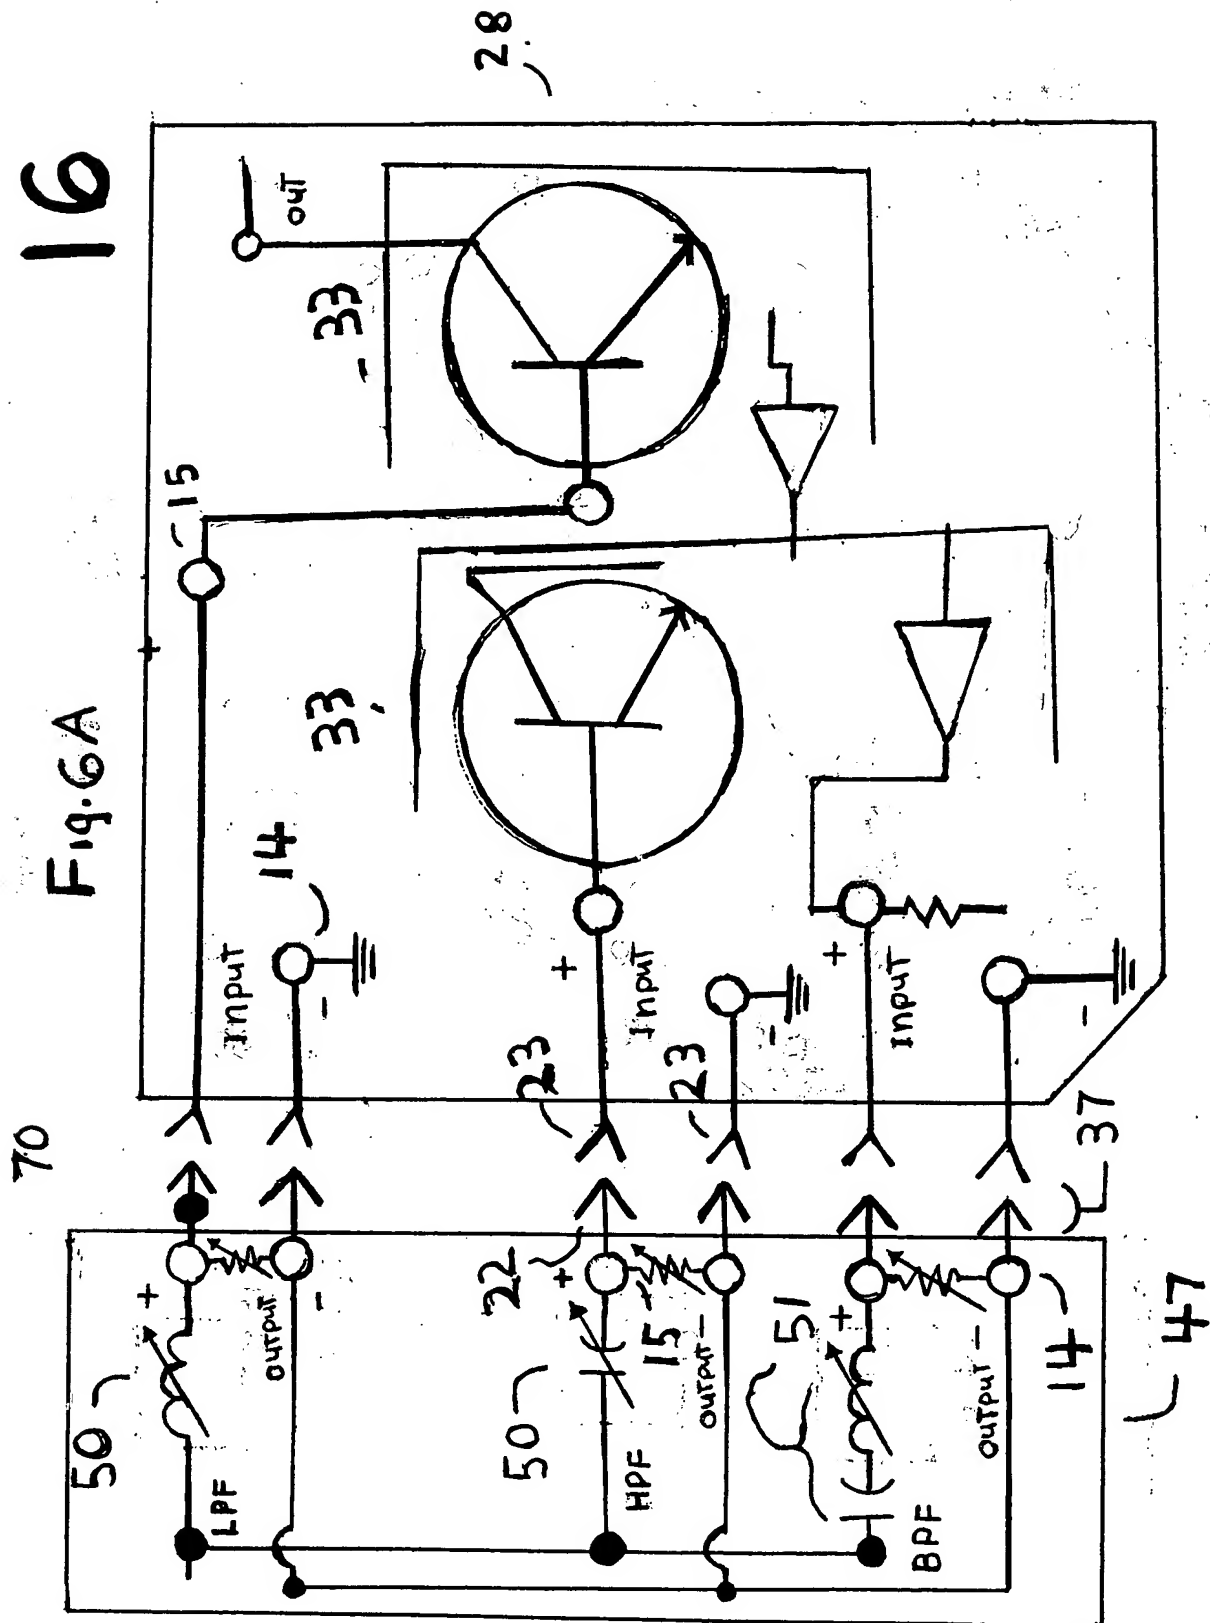 Fig.6A
16
28
70
50
+
LPF
output
-
Input
14
-
+
15
33
out
50
22
+
HPF
15
output -
23
+
Input
33
23
-
51
+
BPF
output -
14
47
37
+
Input
-